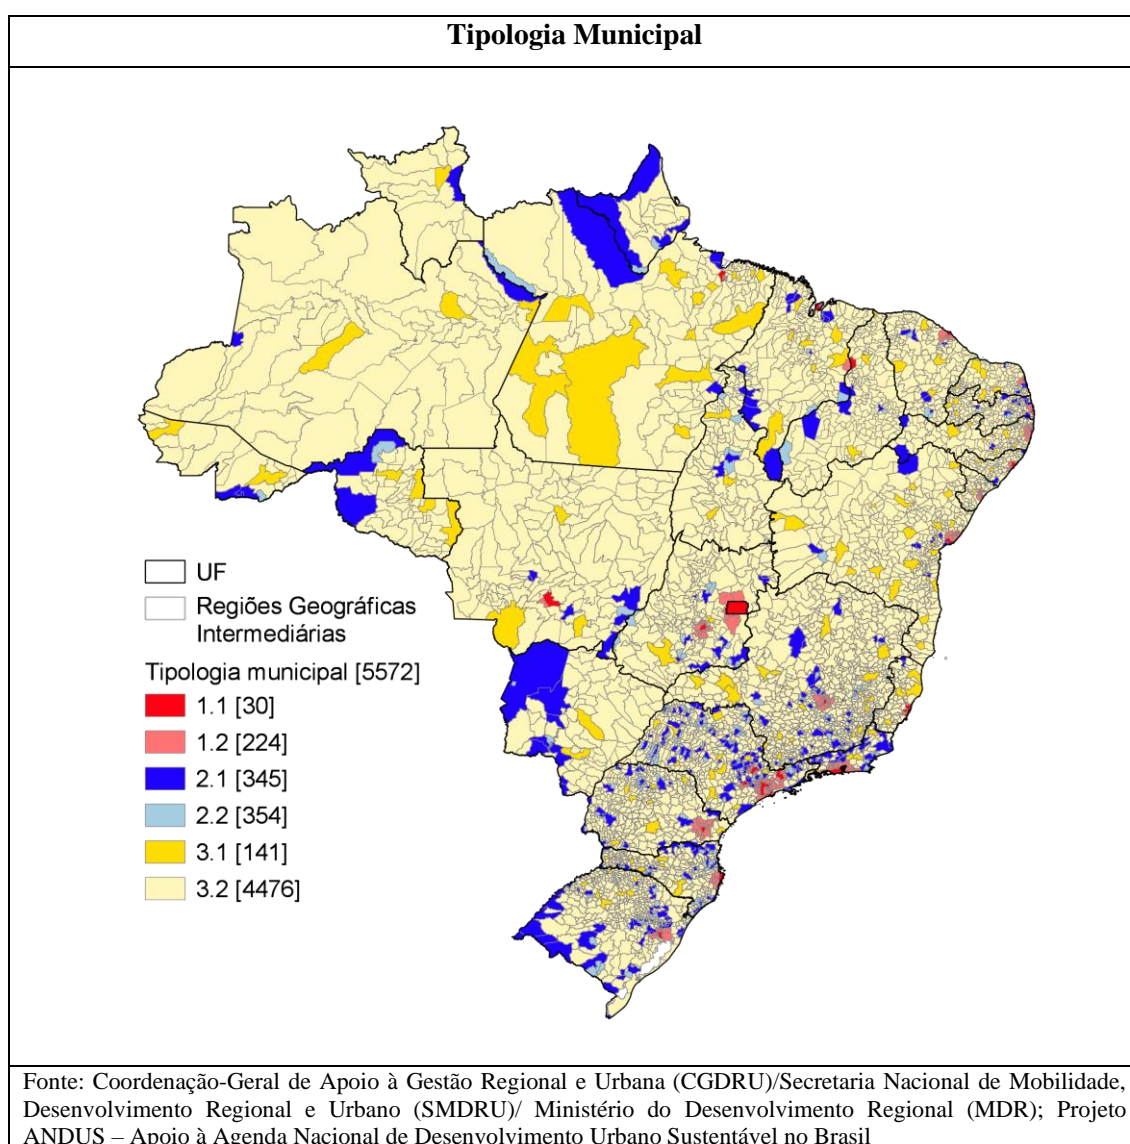 Tipologia Municipal
UF
Regiões Geográficas
Intermediárias
Tipologia municipal [5572]
1.1 [30]
1.2 [224]
2.1 [345]
2.2 [354]
3.1 [141]
3.2 [4476]
Fonte: Coordenação-Geral de Apoio à Gestão Regional e Urbana (CGDRU)/Secretaria Nacional de Mobilidade,
Desenvolvimento Regional e Urbano (SMDRU)/ Ministério do Desenvolvimento Regional (MDR); Projeto
ANDUS – Apoio à Agenda Nacional de Desenvolvimento Urbano Sustentável no Brasil